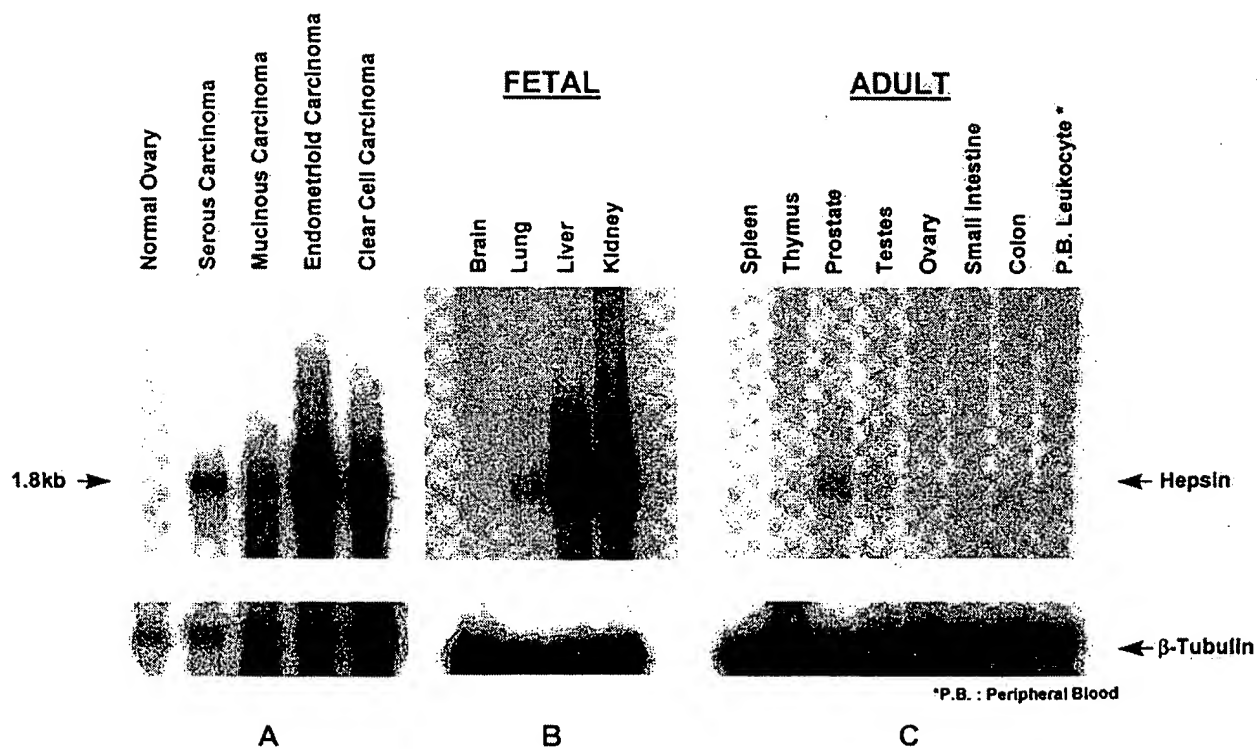 Normal Ovary
Serous Carcinoma
Mucinous Carcinoma
Endometrioid Carcinoma
Clear Cell Carcinoma
FETAL
Brain
Lung
Liver
Kidney
ADULT
Spleen
Thymus
Prostate
Testes
Ovary
Small Intestine
Colon
P.B. Leukocyte *
1.8kb
Hepsin
β-Tubulin
*P.B. : Peripheral Blood
A
B
C